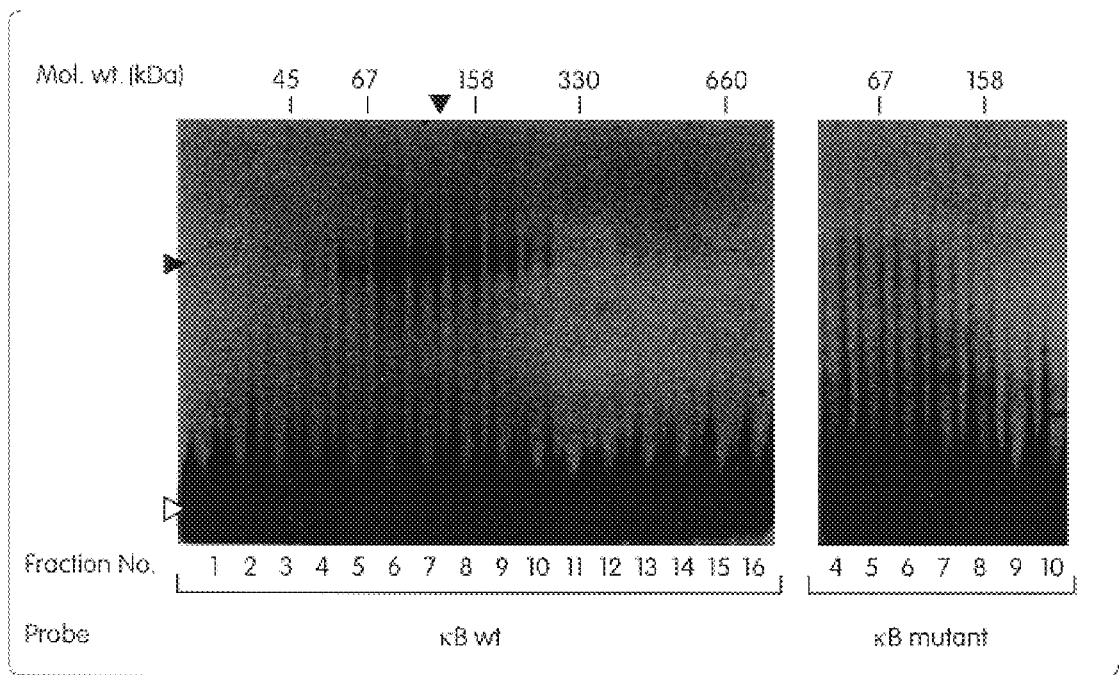 Mol. wt. (kDa) 45 67 158 330 660 67 158
Fraction No. 1 2 3 4 5 6 7 8 9 10 11 12 13 14 15 16 4 5 6 7 8 9 10
Probe κB wt κB mutant